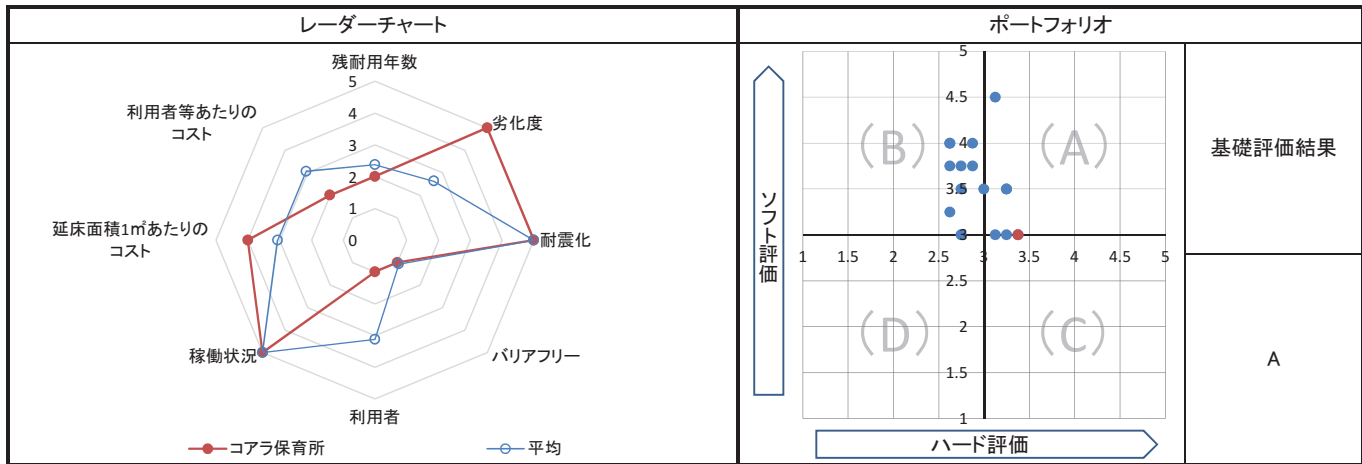 レーダーチャート
残耐用年数
劣化度
耐震化
バリアフリー
利用者
稼働状況
延床面積1㎡あたりの
コスト
利用者等あたりの
コスト
5
4
3
2
1
0
コアラ保育所
平均
ポートフォリオ
ソフト評価
ハード評価
(B)
(A)
(D)
(C)
5
4.5
4
3.5
3
2.5
2
1.5
1
1
1.5
2
2.5
3
3.5
4
4.5
5
基礎評価結果
A